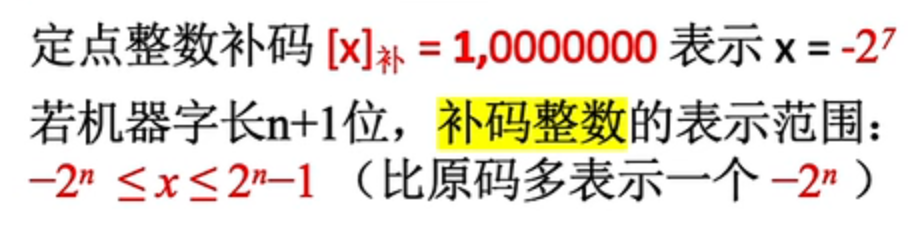 定点整数补码 [x]补 = 1,0000000 表示 x = -2⁷
若机器字长n+1位，补码整数的表示范围：
−2ⁿ ≤ x ≤ 2ⁿ−1 （比原码多表示一个 −2ⁿ ）